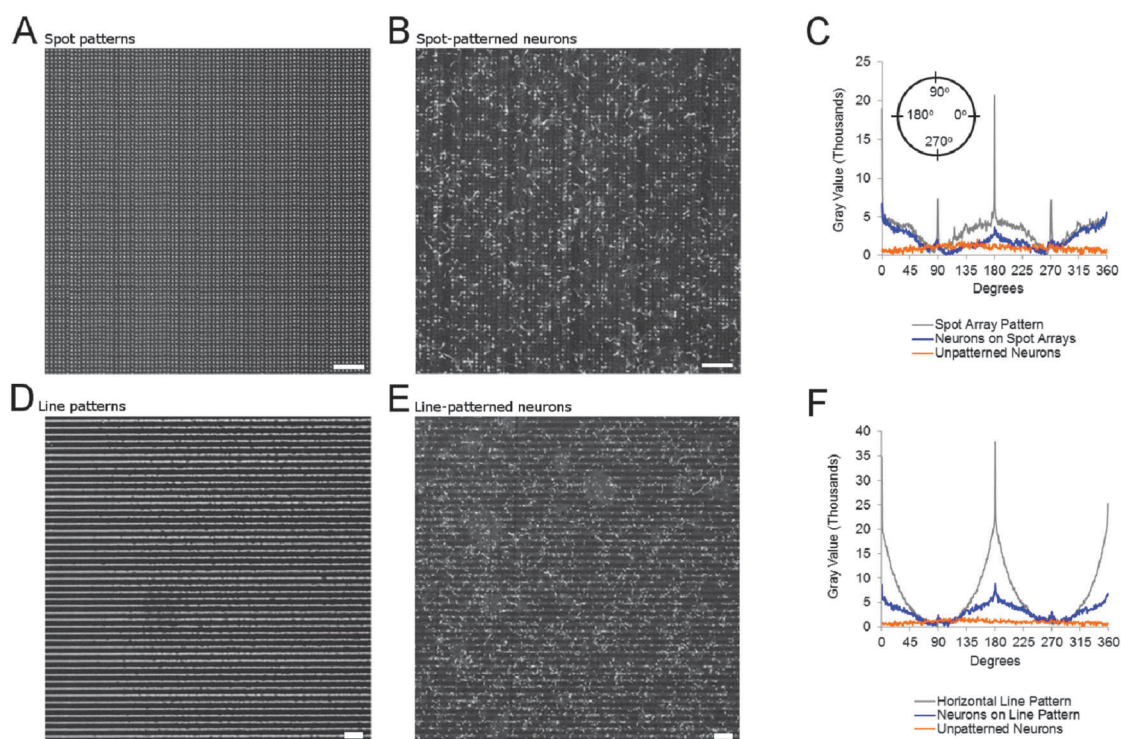 A Spot patterns
B Spot-patterned neurons
C
25
20
15
10
5
0
Gray Value (Thousands)
90°
180° 0°
270°
0 45 90 135 180 225 270 315 360
Degrees
Spot Array Pattern
Neurons on Spot Arrays
Unpatterned Neurons
D Line patterns
E Line-patterned neurons
F
40
35
30
25
20
15
10
5
0
Gray Value (Thousands)
0 45 90 135 180 225 270 315 360
Degrees
Horizontal Line Pattern
Neurons on Line Pattern
Unpatterned Neurons